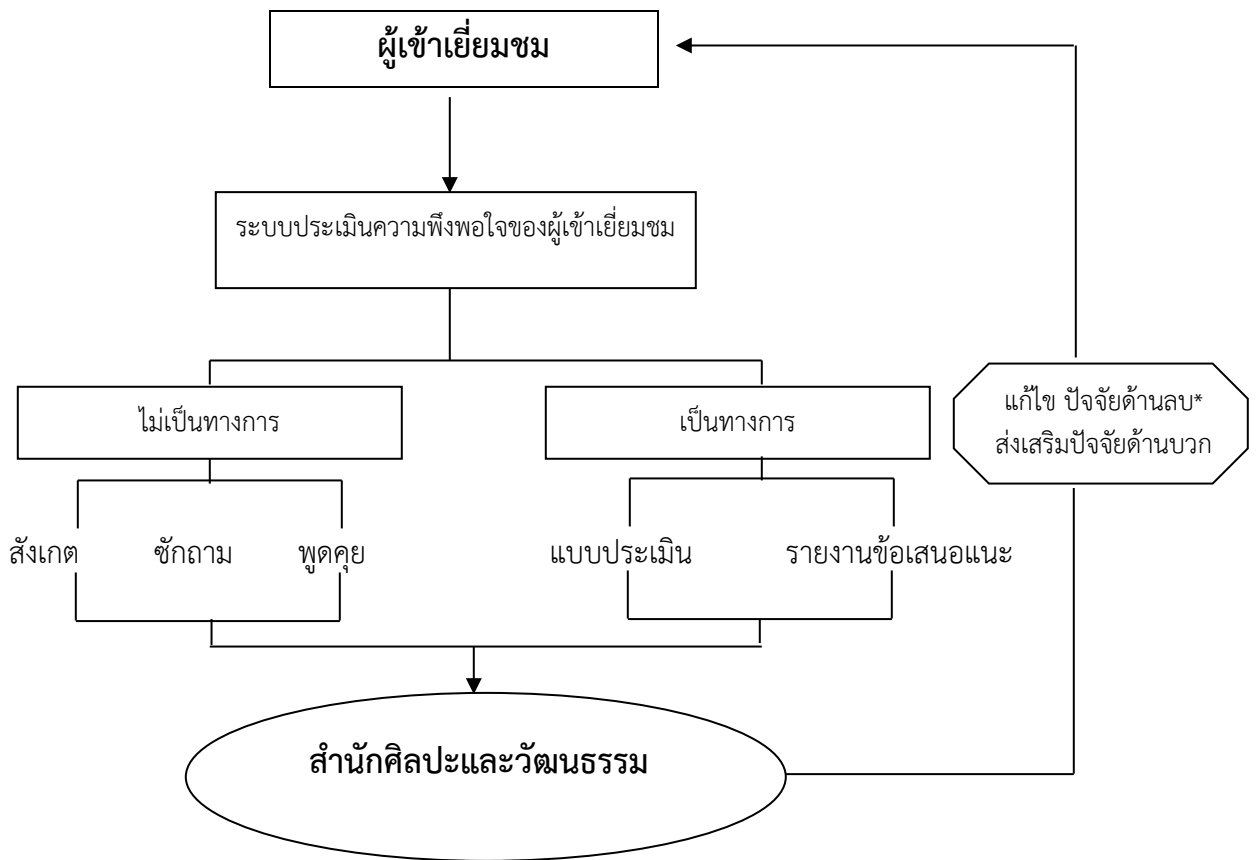 ผู้เข้าเยี่ยมชม
ระบบประเมินความพึงพอใจของผู้เข้าเยี่ยมชม
ไม่เป็นทางการ
เป็นทางการ
แก้ไข ปัจจัยด้านลบ*
ส่งเสริมปัจจัยด้านบวก
สังเกต ซักถาม พูดคุย
แบบประเมิน รายงานข้อเสนอแนะ
สำนักศิลปะและวัฒนธรรม